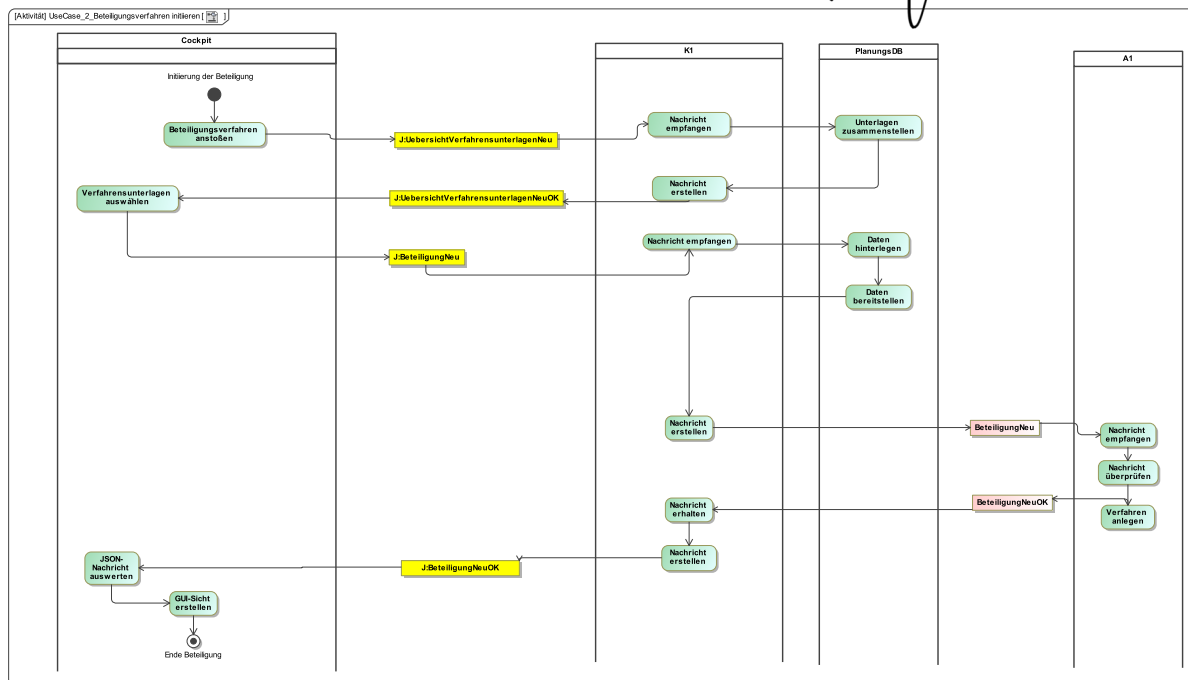 [Aktivität] UseCase_2_Beteiligungsverfahren initiieren [ ]
Cockpit
K1
PlanungsDB
A1
Initiierung der Beteiligung
Beteiligungsverfahren
anstoßen
J:UebersichtVerfahrensunterlagenNeu
Nachricht
empfangen
Unterlagen
zusammenstellen
Verfahrensunterlagen
auswählen
J:UebersichtVerfahrensunterlagenNeuOK
Nachricht
erstellen
J:BeteiligungNeu
Nachricht empfangen
Daten
hinterlegen
Daten
bereitstellen
Nachricht
erstellen
BeteiligungNeu
Nachricht
empfangen
Nachricht
überprüfen
Nachricht
erhalten
BeteiligungNeuOK
Verfahren
anlegen
JSON-
Nachricht
auswerten
J:BeteiligungNeuOK
Nachricht
erstellen
GUI-Sicht
erstellen
Ende Beteiligung